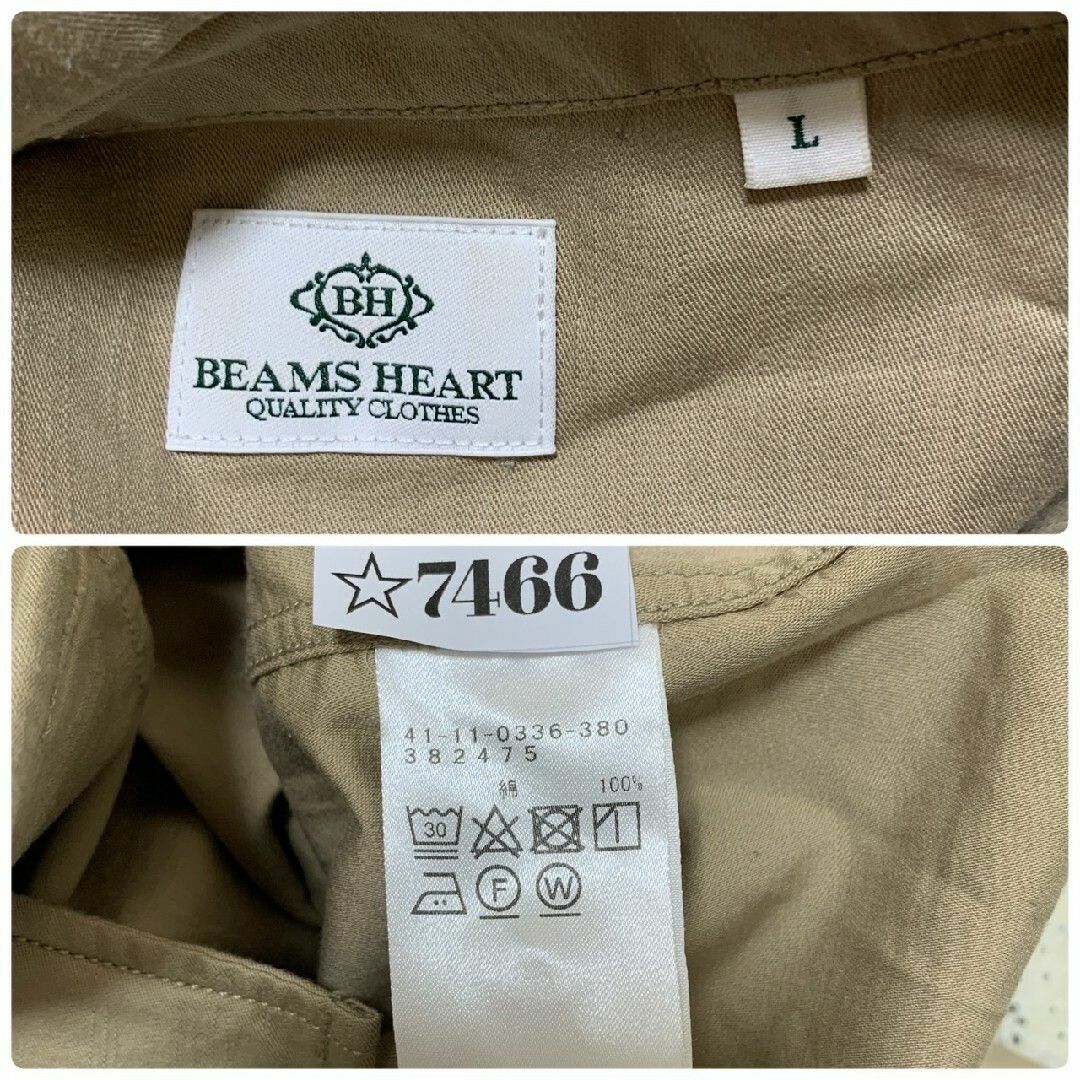 L
BH
BEAMS HEART
QUALITY CLOTHES
☆7466
41-11-0336-380
382475
綿 100%
30
F W